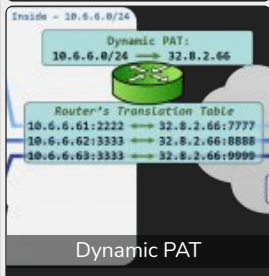 Inside – 10.6.6.0/24
Dynamic PAT:
10.6.6.0/24 ⟶ 32.8.2.66
Router's Translation Table
10.6.6.61:2222 ⟷ 32.8.2.66:7777
10.6.6.62:3333 ⟷ 32.8.2.66:8888
10.6.6.63:3333 ⟷ 32.8.2.66:9999
Dynamic PAT